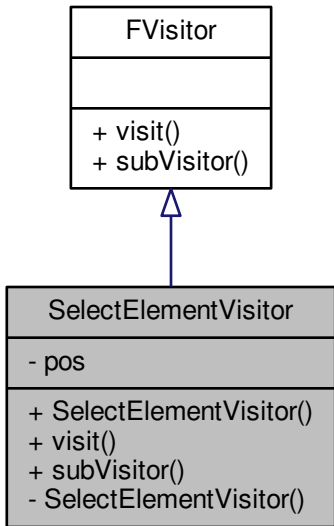 FVisitor
+ visit()
+ subVisitor()
SelectElementVisitor
- pos
+ SelectElementVisitor()
+ visit()
+ subVisitor()
- SelectElementVisitor()